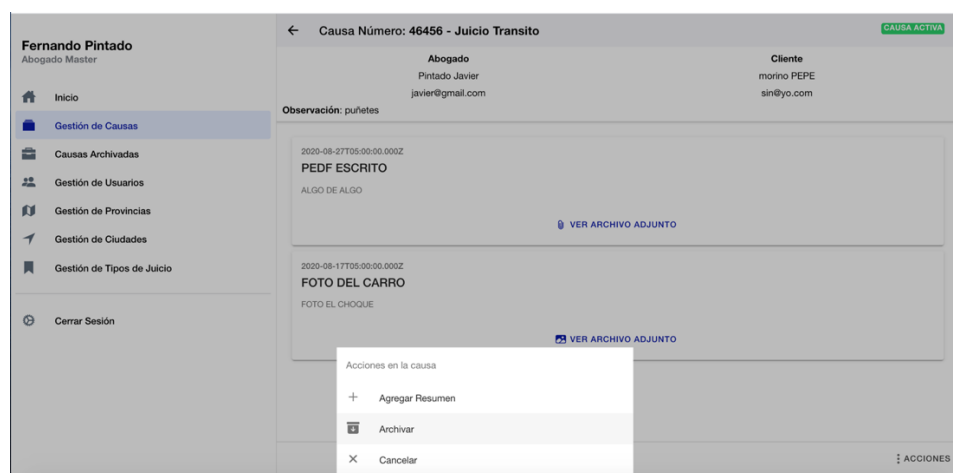 Fernando Pintado
Abogado Master
Inicio
Gestión de Causas
Causas Archivadas
Gestión de Usuarios
Gestión de Provincias
Gestión de Ciudades
Gestión de Tipos de Juicio
Cerrar Sesión
Causa Número: 46456 - Juicio Transito
CAUSA ACTIVA
Abogado
Pintado Javier
javier@gmail.com
Cliente
morino PEPE
sin@yo.com
Observación: puñetes
2020-08-27T05:00:00.000Z
PEDF ESCRITO
ALGO DE ALGO
VER ARCHIVO ADJUNTO
2020-08-17T05:00:00.000Z
FOTO DEL CARRO
FOTO EL CHOQUE
VER ARCHIVO ADJUNTO
Acciones en la causa
Agregar Resumen
Archivar
Cancelar
ACCIONES